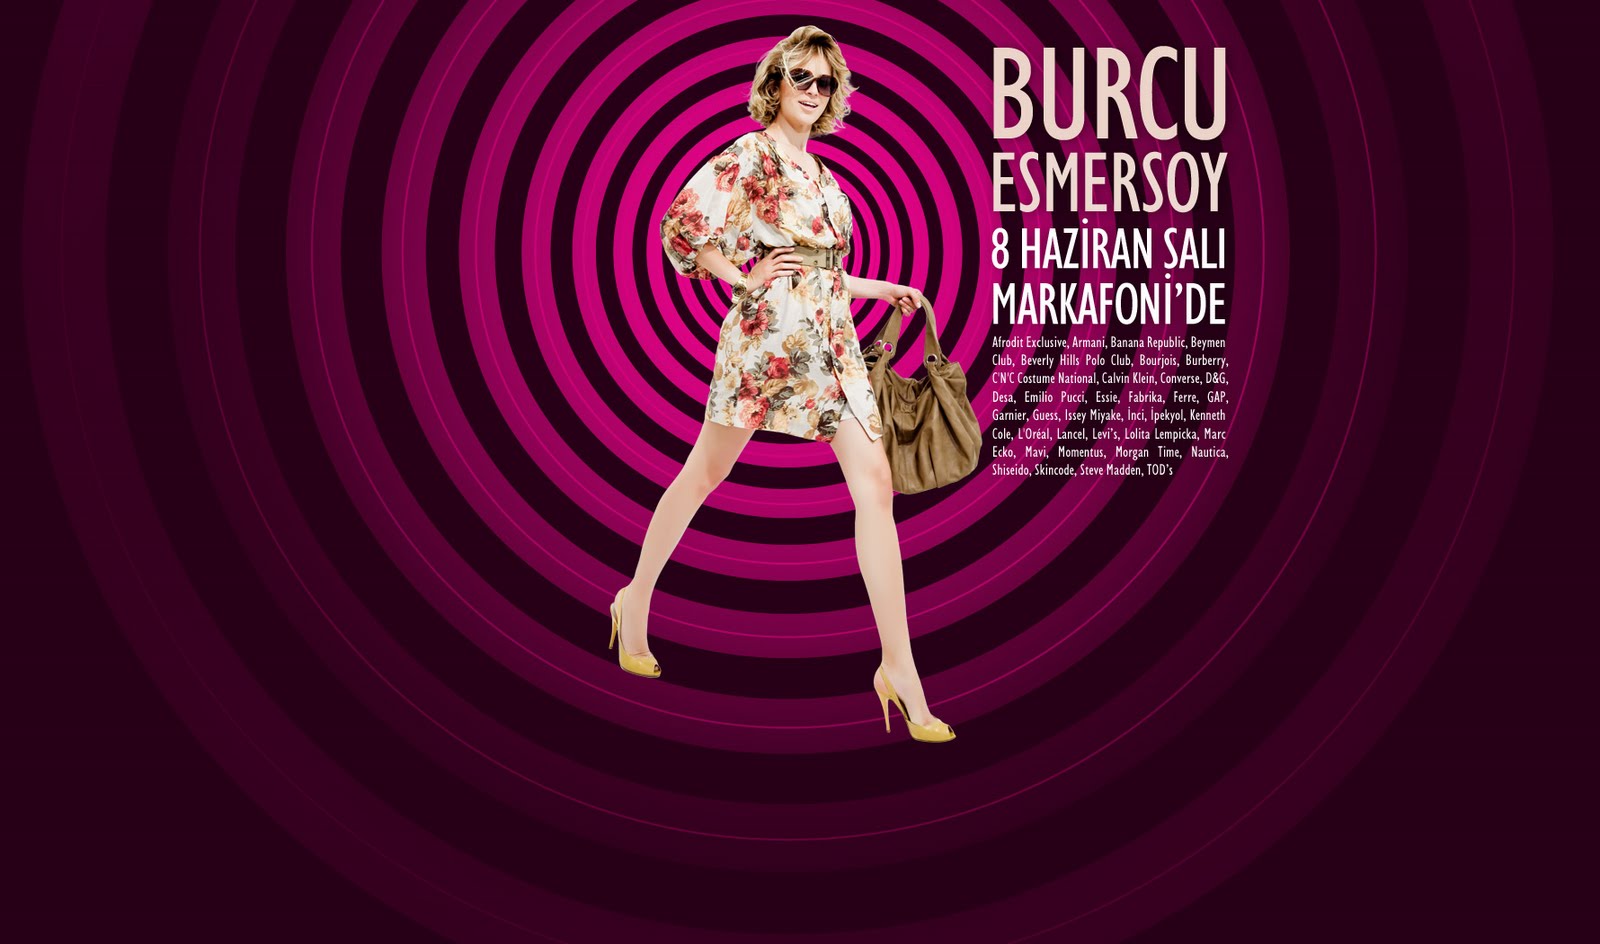 BURCU
ESMERSOY
8 HAZİRAN SALI
MARKAFONİ'DE
Afrodit Exclusive, Armani, Banana Republic, Beymen
Club, Beverly Hills Polo Club, Bourjois, Burberry,
C'N'C Costume National, Calvin Klein, Converse, D&G,
Desa, Emilio Pucci, Essie, Fabrika, Ferre, GAP,
Garnier, Guess, Issey Miyake, İnci, İpekyol, Kenneth
Cole, L'Oréal, Lancel, Levi's, Lolita Lempicka, Marc
Ecko, Mavi, Momentus, Morgan Time, Nautica,
Shiseido, Skincode, Steve Madden, TOD's